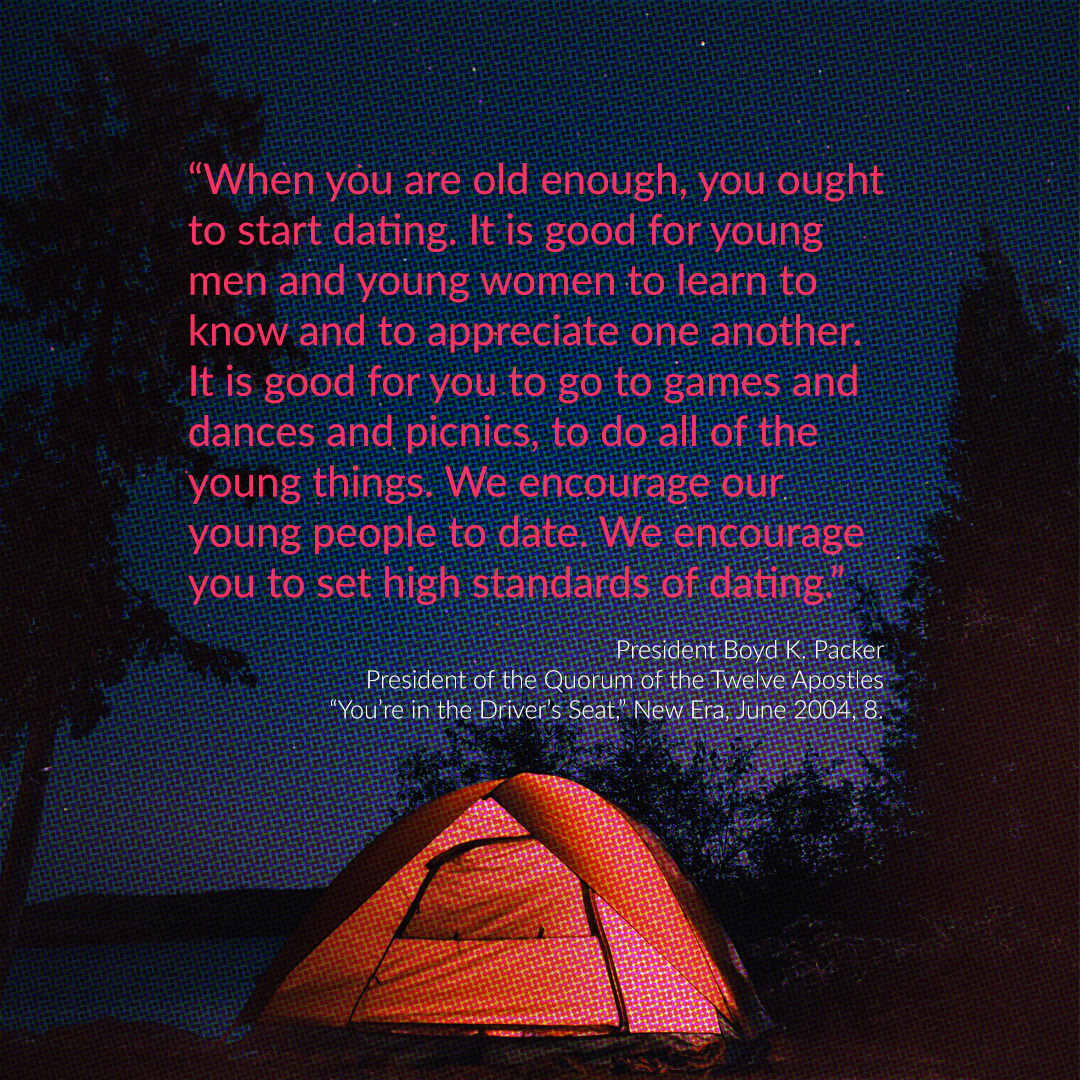 “When you are old enough, you ought
to start dating. It is good for young
men and young women to learn to
know and to appreciate one another.
It is good for you to go to games and
dances and picnics, to do all of the
young things. We encourage our
young people to date. We encourage
you to set high standards of dating.”
President Boyd K. Packer
President of the Quorum of the Twelve Apostles
“You’re in the Driver’s Seat,” New Era, June 2004, 8.